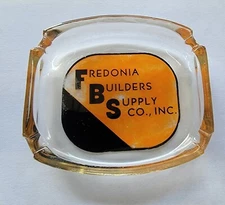 FREDONIA
BUILDERS
SUPPLY
CO., INC.